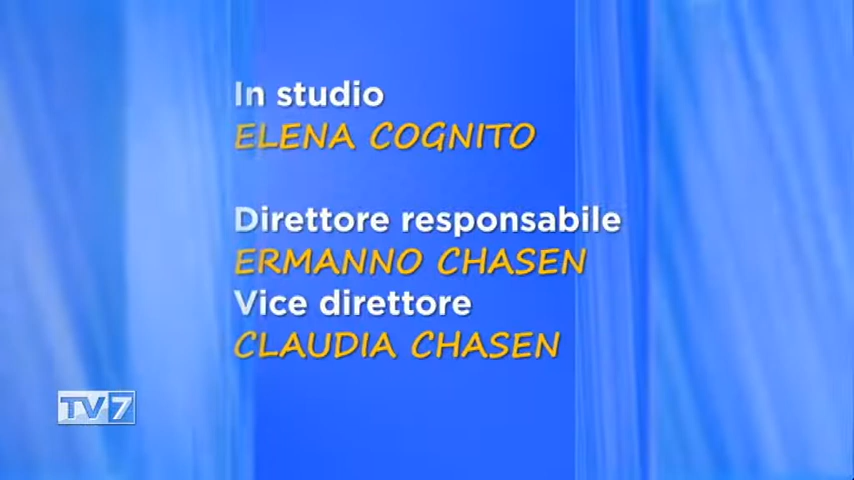 In studio
ELENA COGNITO
Direttore responsabile
ERMANNO CHASEN
Vice direttore
CLAUDIA CHASEN
TV7